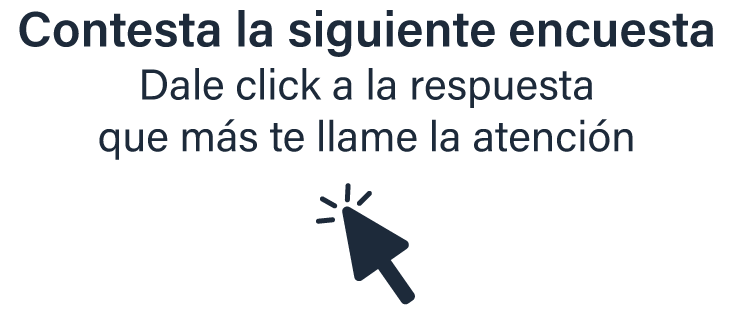 Contesta la siguiente encuesta
Dale click a la respuesta
que más te llame la atención